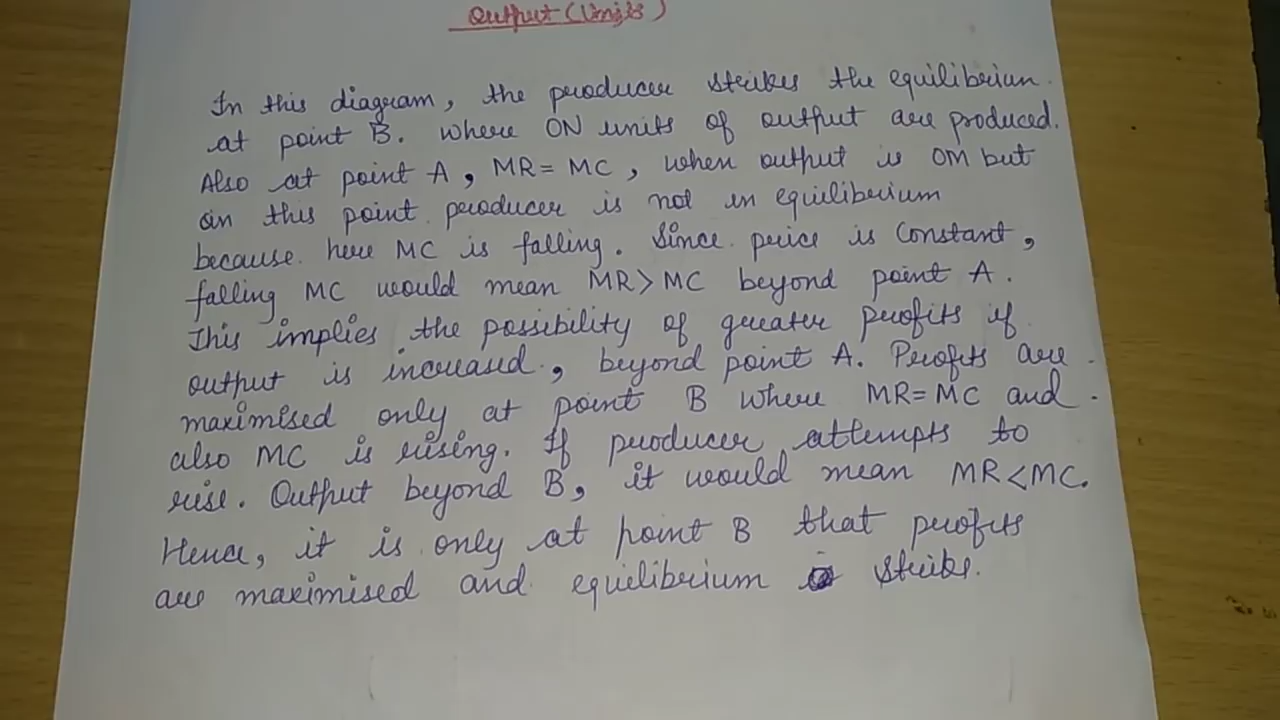 Output (Units)
In this diagram, the producer strikes the equilibrium
at point B. Where ON units of output are produced.
Also at point A, MR = MC, when output is OM but
on this point producer is not in equilibrium
because here MC is falling. Since price is Constant,
falling MC would mean MR > MC beyond point A.
This implies the possibility of greater profits if
output is increased, beyond point A. Profits are
maximised only at point B where MR = MC and
also MC is rising. If producer attempts to
rise. Output beyond B, it would mean MR < MC.
Hence, it is only at point B that profits
are maximised and equilibrium strike.